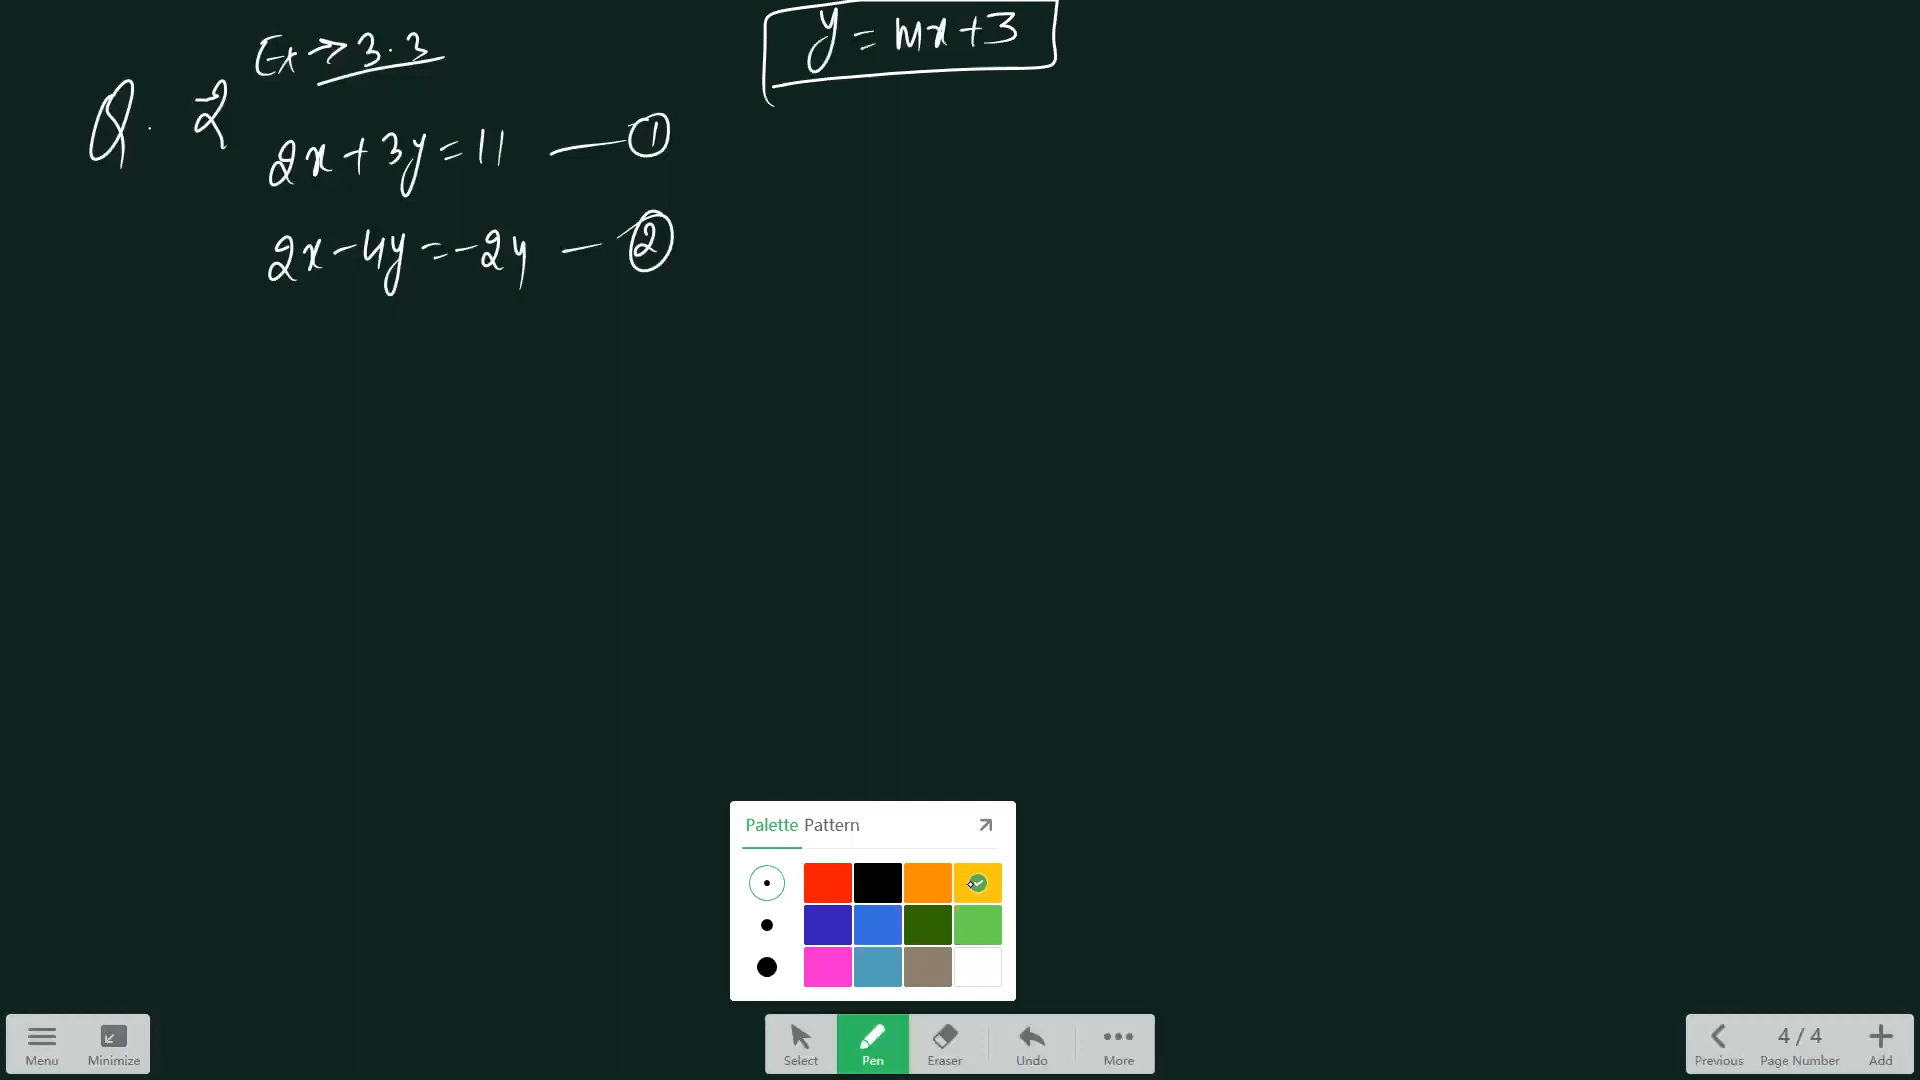 Ex → 3.3
y = mx + 3
Q. 2
2x + 3y = 11 — ①
2x - 4y = -24 — ②
Palette Pattern
Menu
Minimize
Select
Pen
Eraser
Undo
More
Previous
4 / 4
Page Number
Add